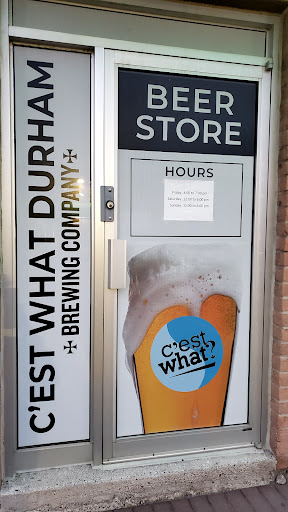 C'EST WHAT DURHAM
✠ BREWING COMPANY ✠
BEER
STORE
HOURS
c'est
what?